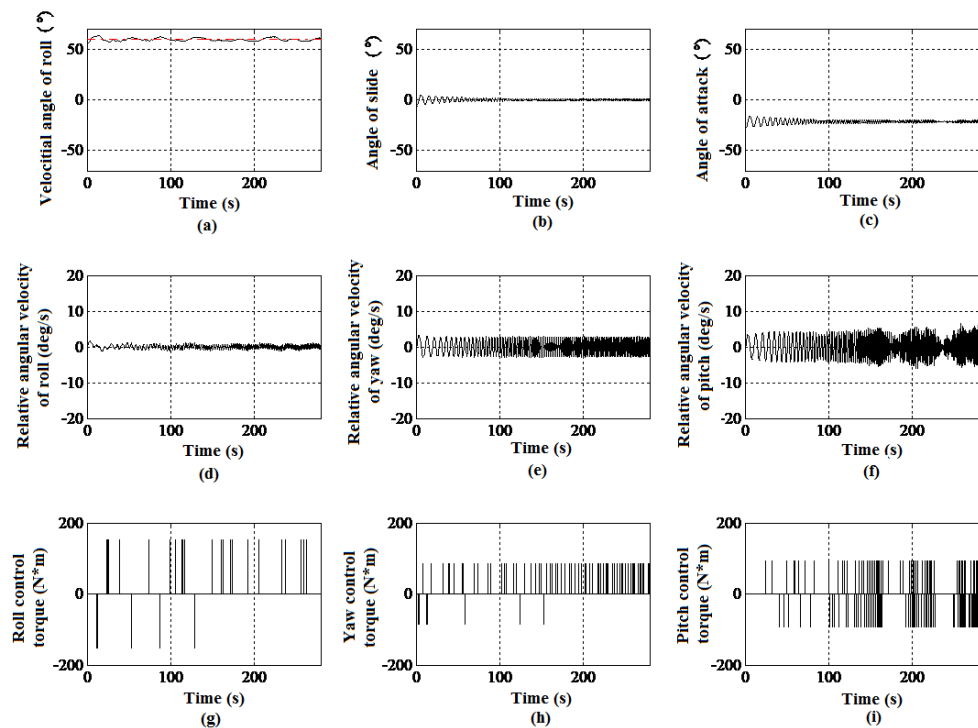 Velocitial angle of roll (°)
50
0
-50
0
100
200
Time (s)
(a)
Angle of slide (°)
50
0
-50
0
100
200
Time (s)
(b)
Angle of attack (°)
50
0
-50
0
100
200
Time (s)
(c)
Relative angular velocity
of roll (deg/s)
20
10
0
-10
-20
0
100
200
Time (s)
(d)
Relative angular velocity
of yaw (deg/s)
20
10
0
-10
-20
0
100
200
Time (s)
(e)
Relative angular velocity
of pitch (deg/s)
20
10
0
-10
-20
0
100
200
Time (s)
(f)
Roll control
torque (N*m)
200
0
-200
0
100
200
Time (s)
(g)
Yaw control
torque (N*m)
200
0
-200
0
100
200
Time (s)
(h)
Pitch control
torque (N*m)
200
0
-200
0
100
200
Time (s)
(i)